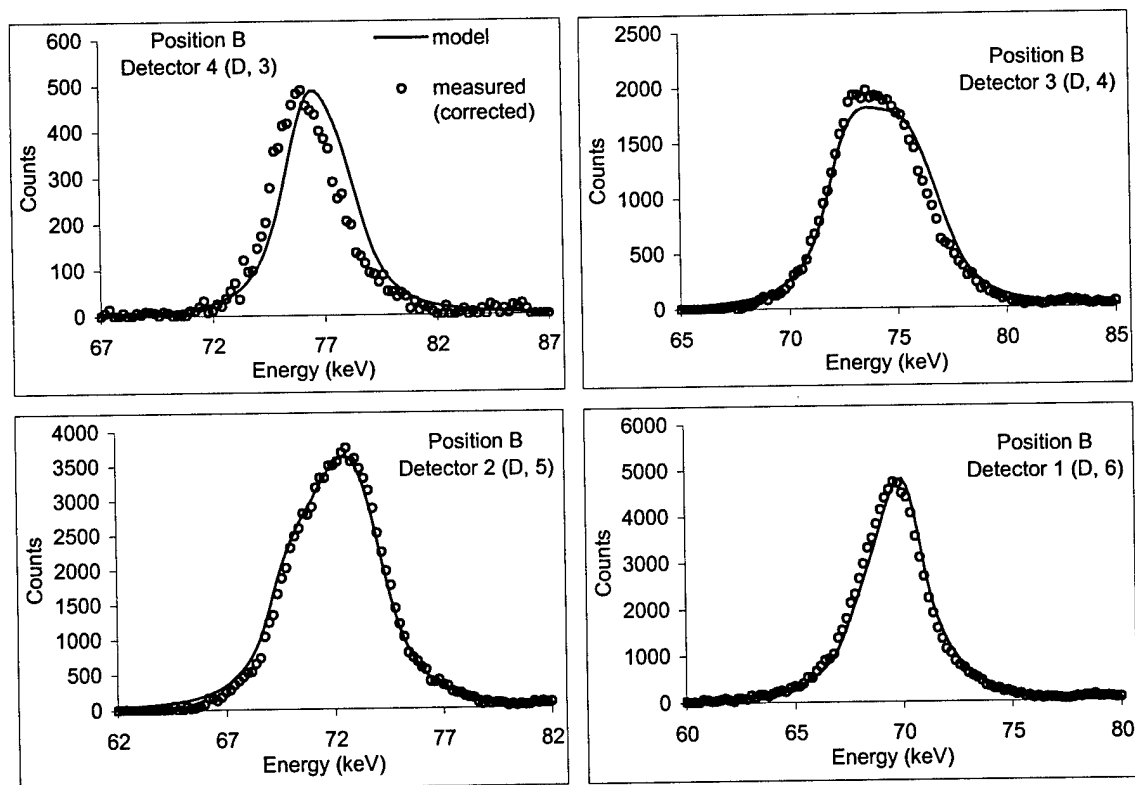 600
500
400
300
200
100
0
Counts
Position B
Detector 4 (D, 3)
model
measured
(corrected)
67
72
77
82
87
Energy (keV)
2500
2000
1500
1000
500
0
Counts
Position B
Detector 3 (D, 4)
65
70
75
80
85
Energy (keV)
4000
3500
3000
2500
2000
1500
1000
500
0
Counts
Position B
Detector 2 (D, 5)
62
67
72
77
82
Energy (keV)
6000
5000
4000
3000
2000
1000
0
Counts
Position B
Detector 1 (D, 6)
60
65
70
75
80
Energy (keV)